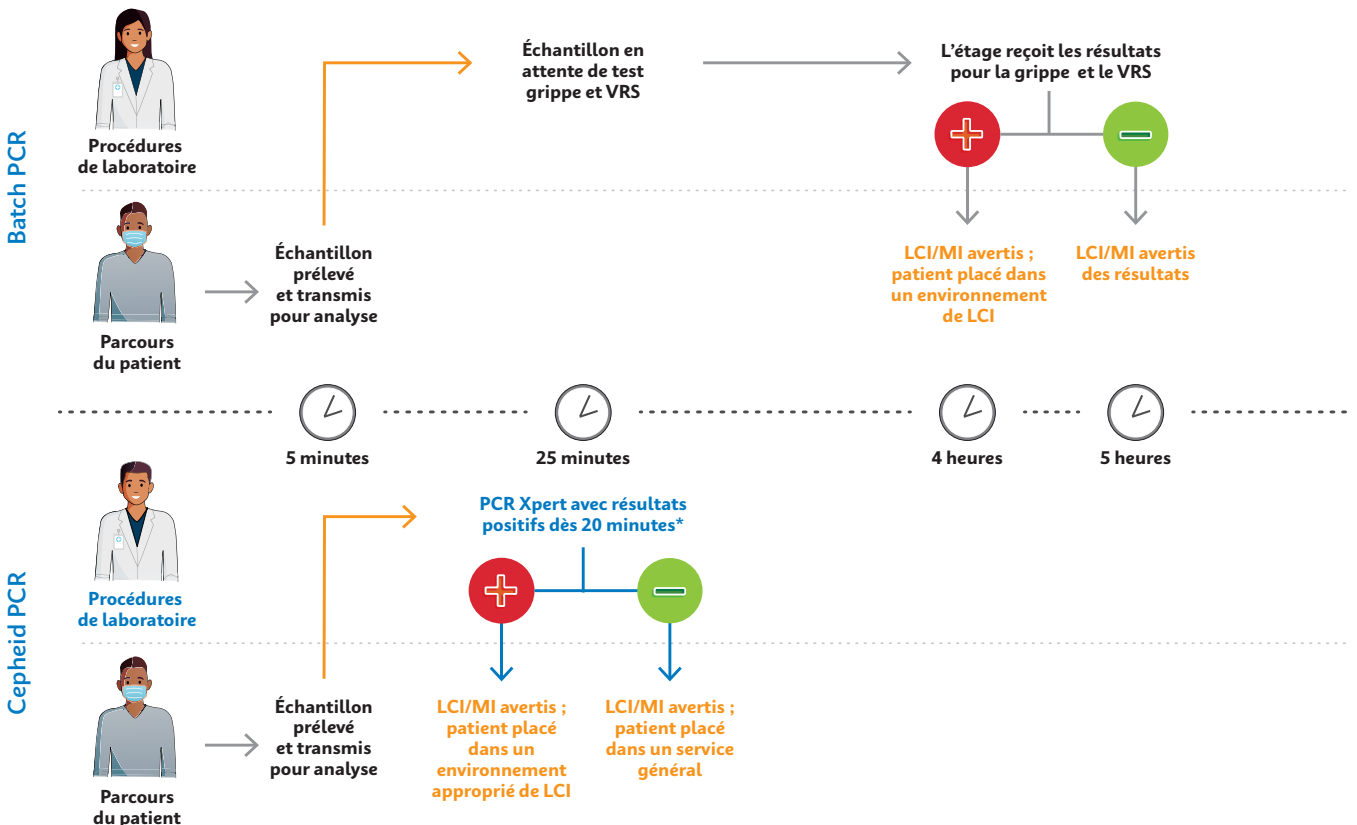 Batch PCR
Procédures
de laboratoire
Échantillon en
attente de test
grippe et VRS
L'étage reçoit les résultats
pour la grippe et le VRS
Parcours
du patient
Échantillon
prélevé
et transmis
pour analyse
LCI/MI avertis ;
patient placé dans
un environnement
de LCI
LCI/MI avertis
des résultats
5 minutes
25 minutes
4 heures
5 heures
Cepheid PCR
Procédures
de laboratoire
PCR Xpert avec résultats
positifs dès 20 minutes*
Parcours
du patient
Échantillon
prélevé
et transmis
pour analyse
LCI/MI avertis ;
patient placé
dans un
environnement
approprié de LCI
LCI/MI avertis ;
patient placé
dans un service
général